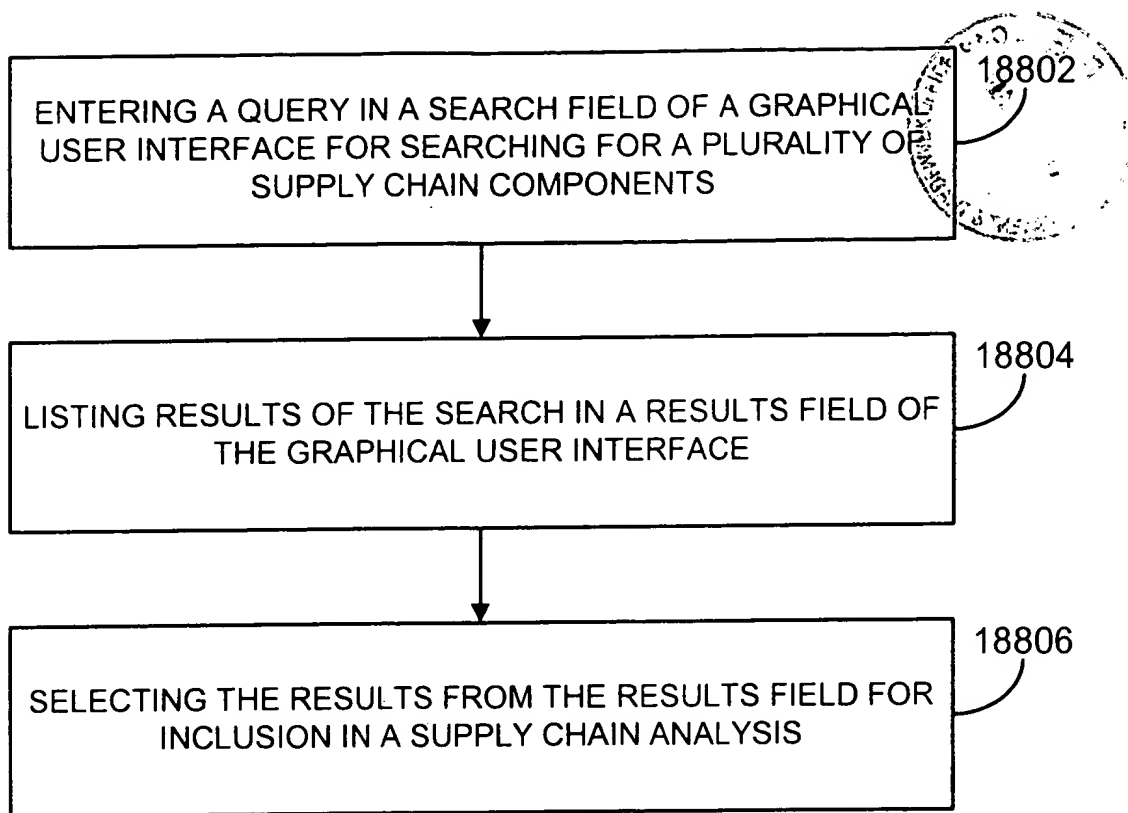 18802
ENTERING A QUERY IN A SEARCH FIELD OF A GRAPHICAL
USER INTERFACE FOR SEARCHING FOR A PLURALITY OF
SUPPLY CHAIN COMPONENTS
18804
LISTING RESULTS OF THE SEARCH IN A RESULTS FIELD OF
THE GRAPHICAL USER INTERFACE
18806
SELECTING THE RESULTS FROM THE RESULTS FIELD FOR
INCLUSION IN A SUPPLY CHAIN ANALYSIS